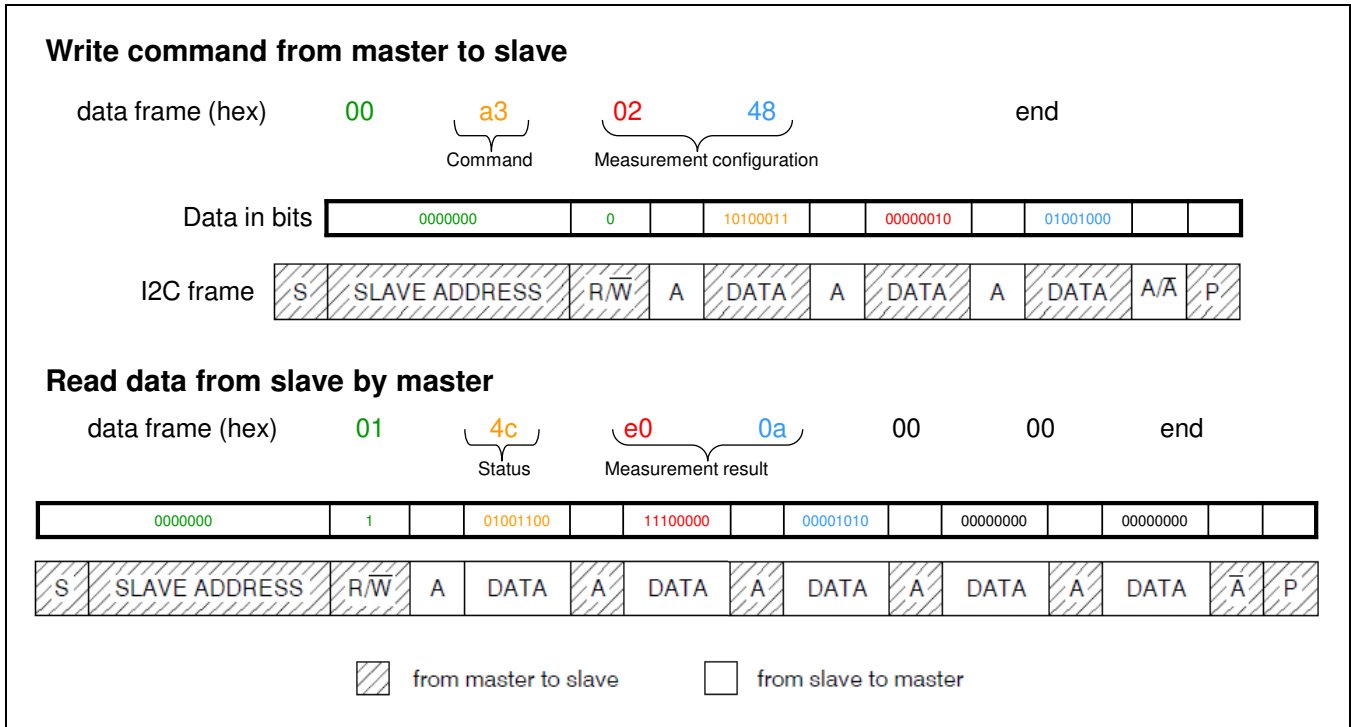 Write command from master to slave
data frame (hex) 00 a3 02 48 end
Command Measurement configuration
Data in bits 0000000 0 10100011 00000010 01001000
I2C frame S SLAVE ADDRESS R/W̅ A DATA A DATA A DATA A/A̅ P
Read data from slave by master
data frame (hex) 01 4c e0 0a 00 00 end
Status Measurement result
0000000 1 01001100 11100000 00001010 00000000 00000000
S SLAVE ADDRESS R/W̅ A DATA A DATA A DATA A DATA A DATA A̅ P
from master to slave from slave to master